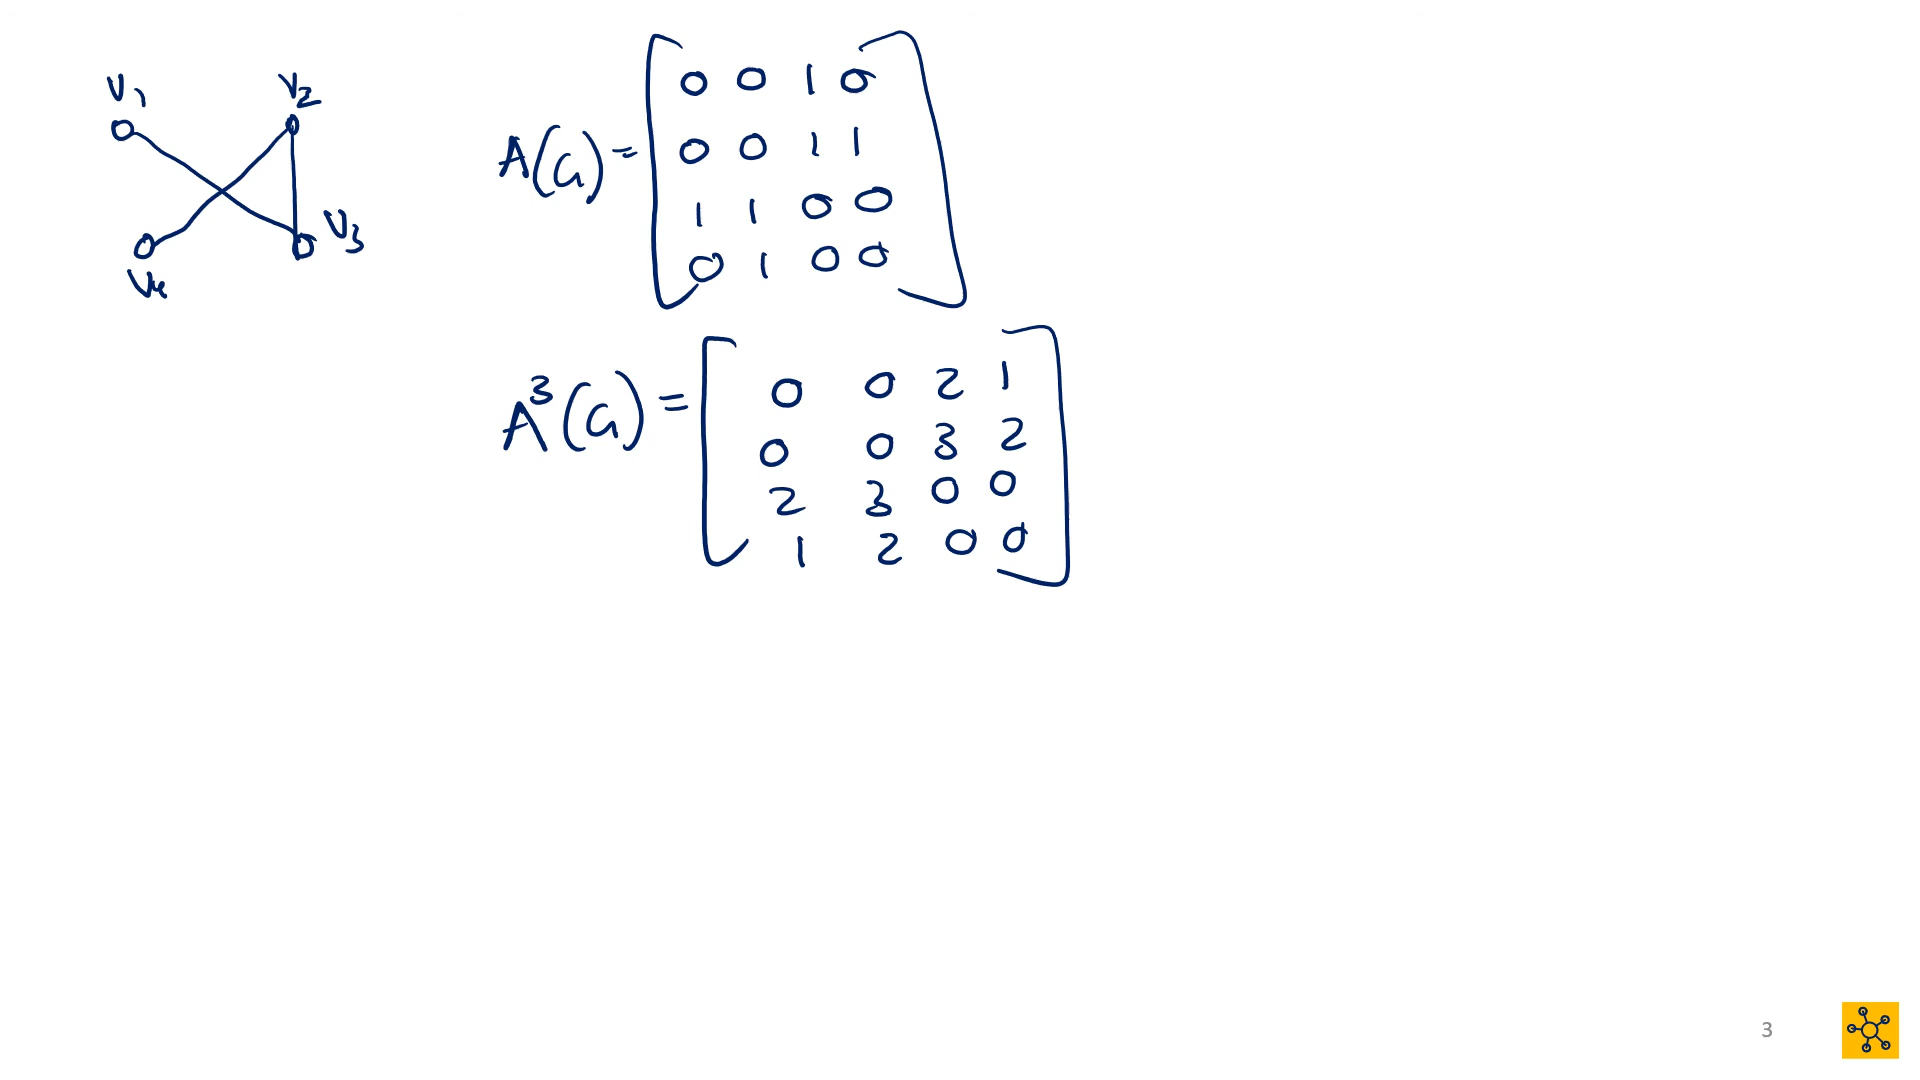 V1 V2
V4 V3
A(G) =
0 0 1 0
0 0 1 1
1 1 0 0
0 1 0 0
A³(G) =
0 0 2 1
0 0 3 2
2 3 0 0
1 2 0 0
3